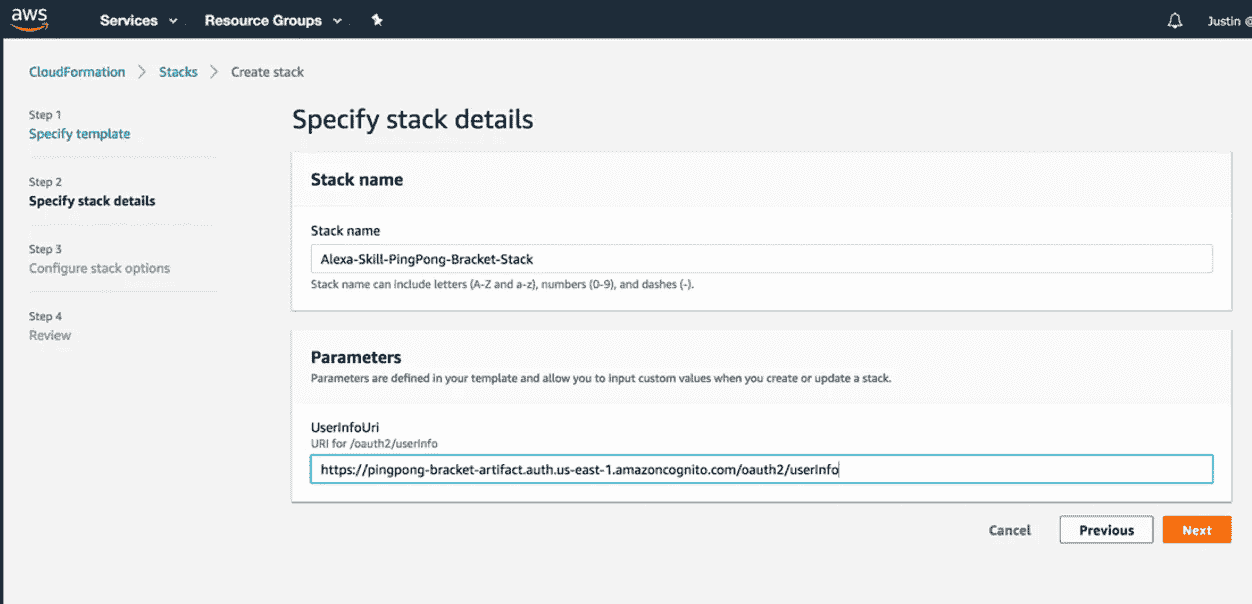 aws Services Resource Groups Justin @
CloudFormation Stacks Create stack
Step 1
Specify template
Step 2
Specify stack details
Step 3
Configure stack options
Step 4
Review
Specify stack details
Stack name
Stack name
Alexa-Skill-PingPong-Bracket-Stack
Stack name can include letters (A-Z and a-z), numbers (0-9), and dashes (-).
Parameters
Parameters are defined in your template and allow you to input custom values when you create or update a stack.
UserInfoUri
URI for /oauth2/userInfo
https://pingpong-bracket-artifact.auth.us-east-1.amazoncognito.com/oauth2/userInfo
Cancel Previous Next